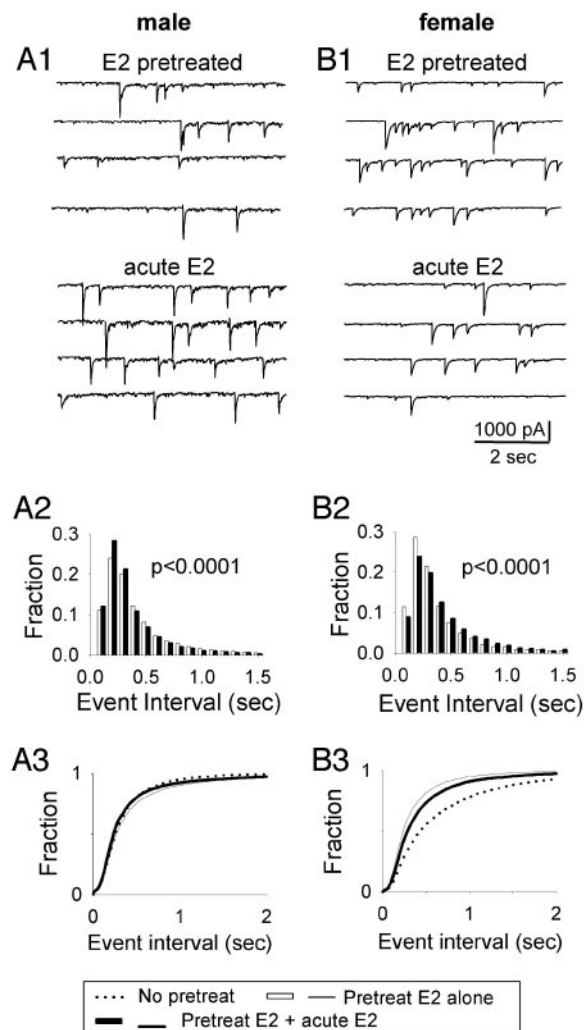 male female
A1 B1
E2 pretreated E2 pretreated
acute E2 acute E2
1000 pA
2 sec
A2 B2
0.3 0.3
0.2 0.2
0.1 0.1
0.0 0.0
Fraction Fraction
p<0.0001 p<0.0001
0.0 0.5 1.0 1.5 0.0 0.5 1.0 1.5
Event Interval (sec) Event Interval (sec)
A3 B3
1 1
Fraction Fraction
0 0
0 1 2 0 1 2
Event interval (sec) Event interval (sec)
No pretreat Pretreat E2 alone
Pretreat E2 + acute E2